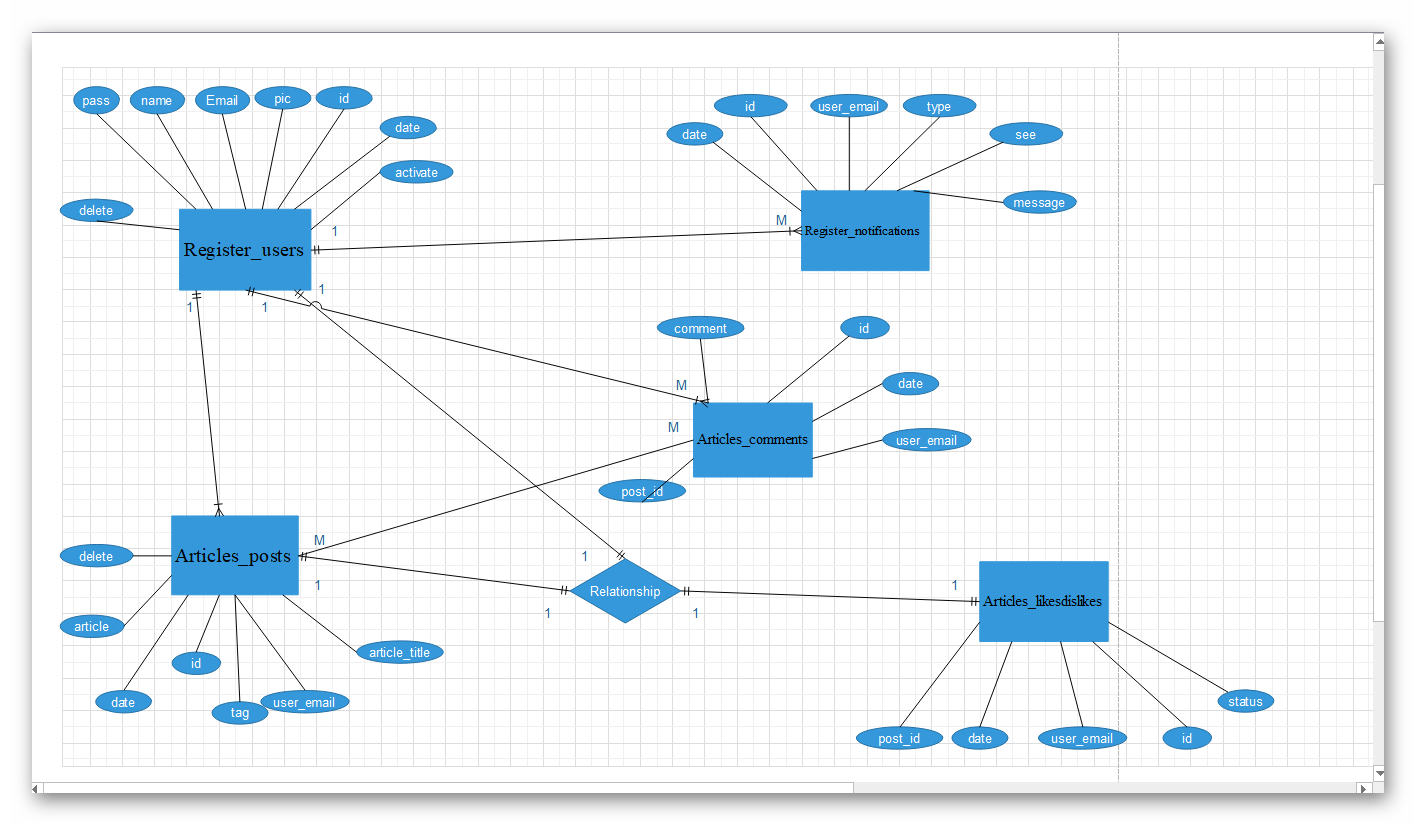 pass
name
Email
pic
id
date
activate
delete
Register_users
1
1
1
1
id
user_email
type
date
see
message
M
Register_notifications
comment
id
date
user_email
M
M
Articles_comments
post_id
delete
Articles_posts
M
1
article
id
article_title
date
tag
user_email
1
1
Relationship
1
1
Articles_likesdislikes
post_id
date
user_email
id
status